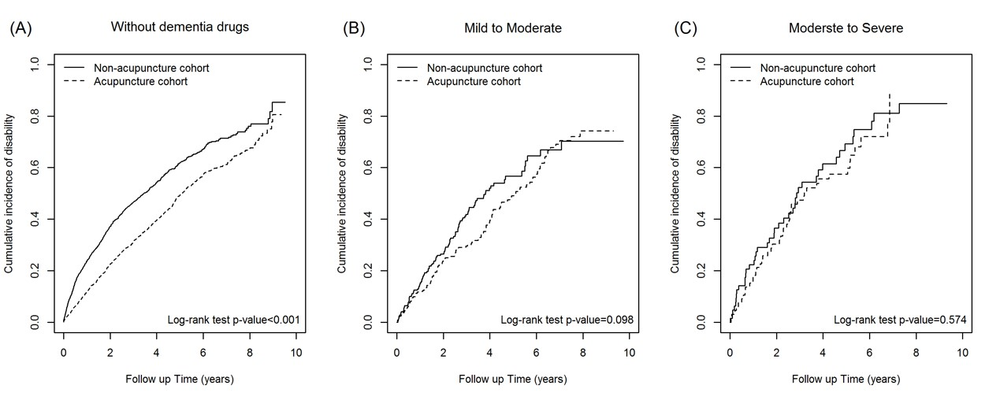 (A) Without dementia drugs
Non-acupuncture cohort
Acupuncture cohort
Cumulative incidence of disability
1.0
0.8
0.6
0.4
0.2
0.0
Log-rank test p-value<0.001
0 2 4 6 8 10
Follow up Time (years)
(B) Mild to Moderate
Non-acupuncture cohort
Acupuncture cohort
Cumulative incidence of disability
1.0
0.8
0.6
0.4
0.2
0.0
Log-rank test p-value=0.098
0 2 4 6 8 10
Follow up Time (years)
(C) Moderste to Severe
Non-acupuncture cohort
Acupuncture cohort
Cumulative incidence of disability
1.0
0.8
0.6
0.4
0.2
0.0
Log-rank test p-value=0.574
0 2 4 6 8 10
Follow up Time (years)